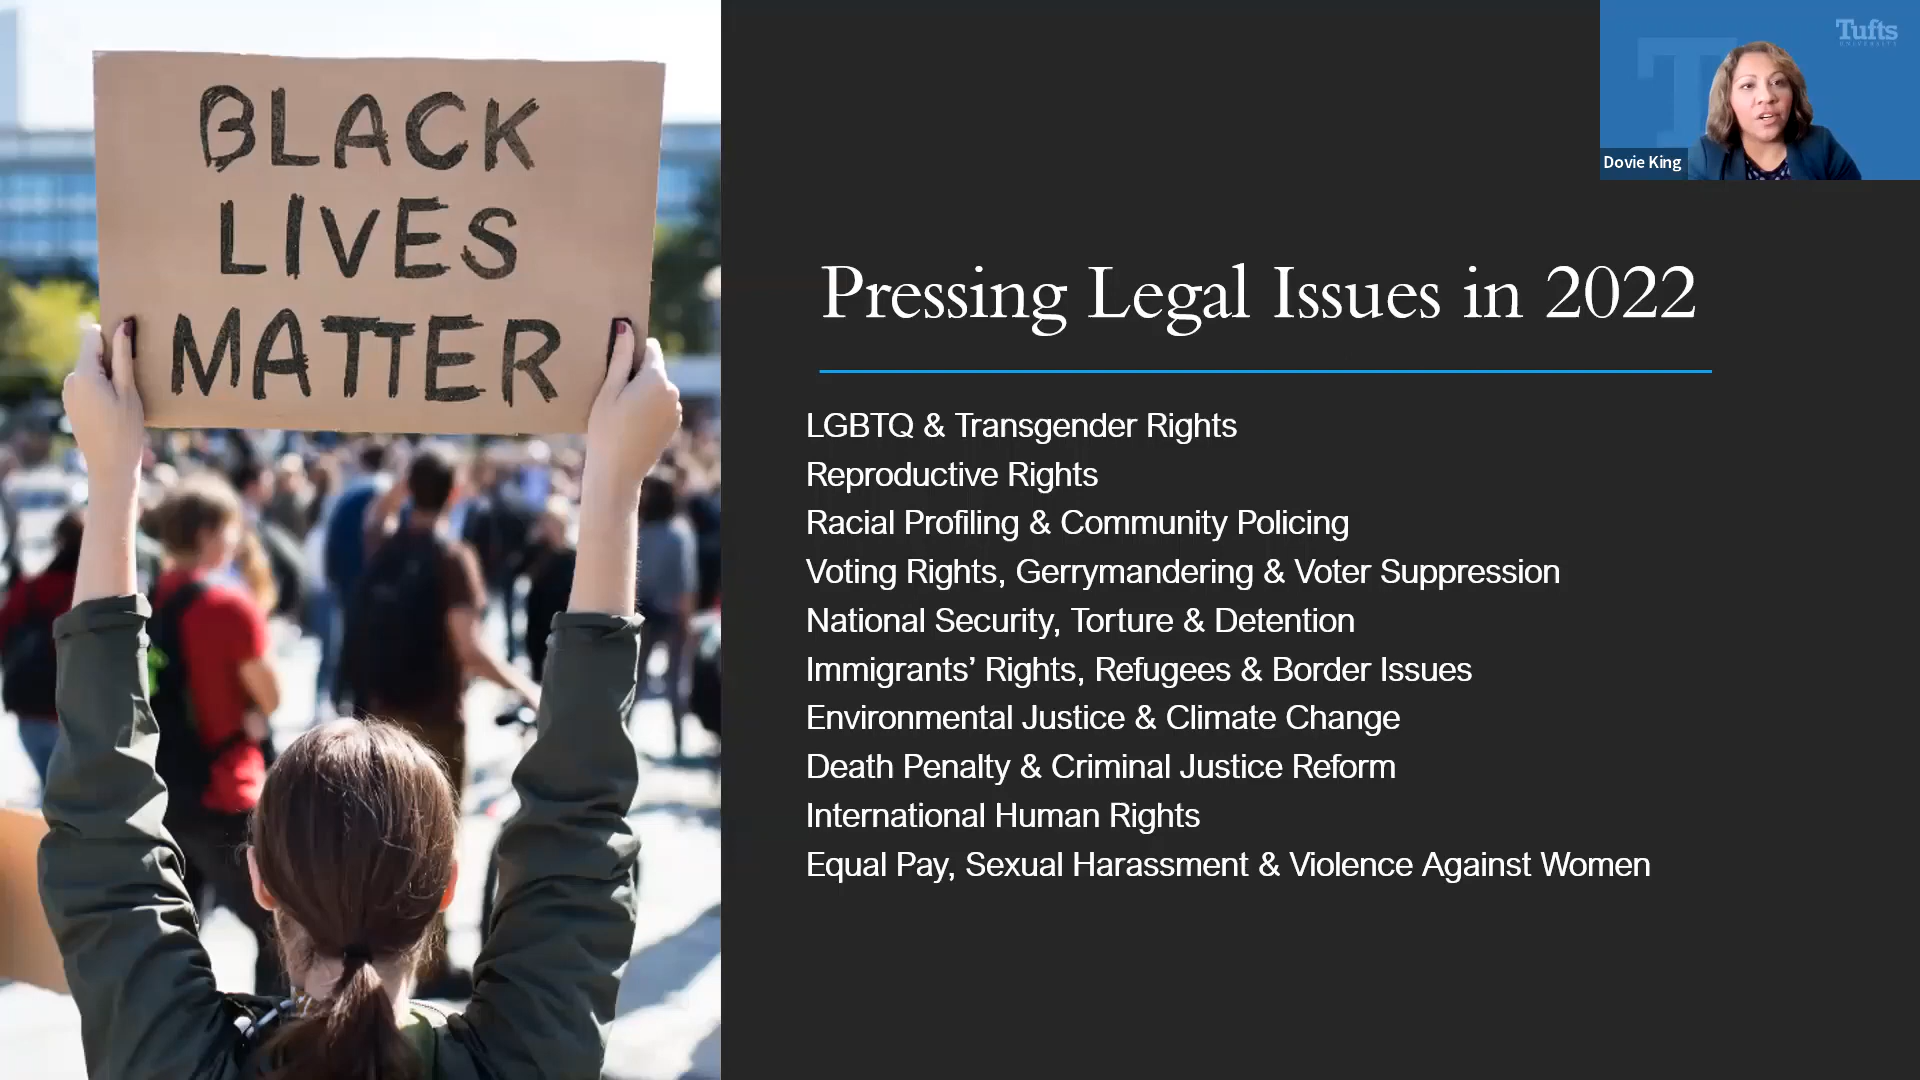 BLACK
LIVES
MATTER
Tufts
UNIVERSITY
Dovie King
Pressing Legal Issues in 2022
LGBTQ & Transgender Rights
Reproductive Rights
Racial Profiling & Community Policing
Voting Rights, Gerrymandering & Voter Suppression
National Security, Torture & Detention
Immigrants’ Rights, Refugees & Border Issues
Environmental Justice & Climate Change
Death Penalty & Criminal Justice Reform
International Human Rights
Equal Pay, Sexual Harassment & Violence Against Women